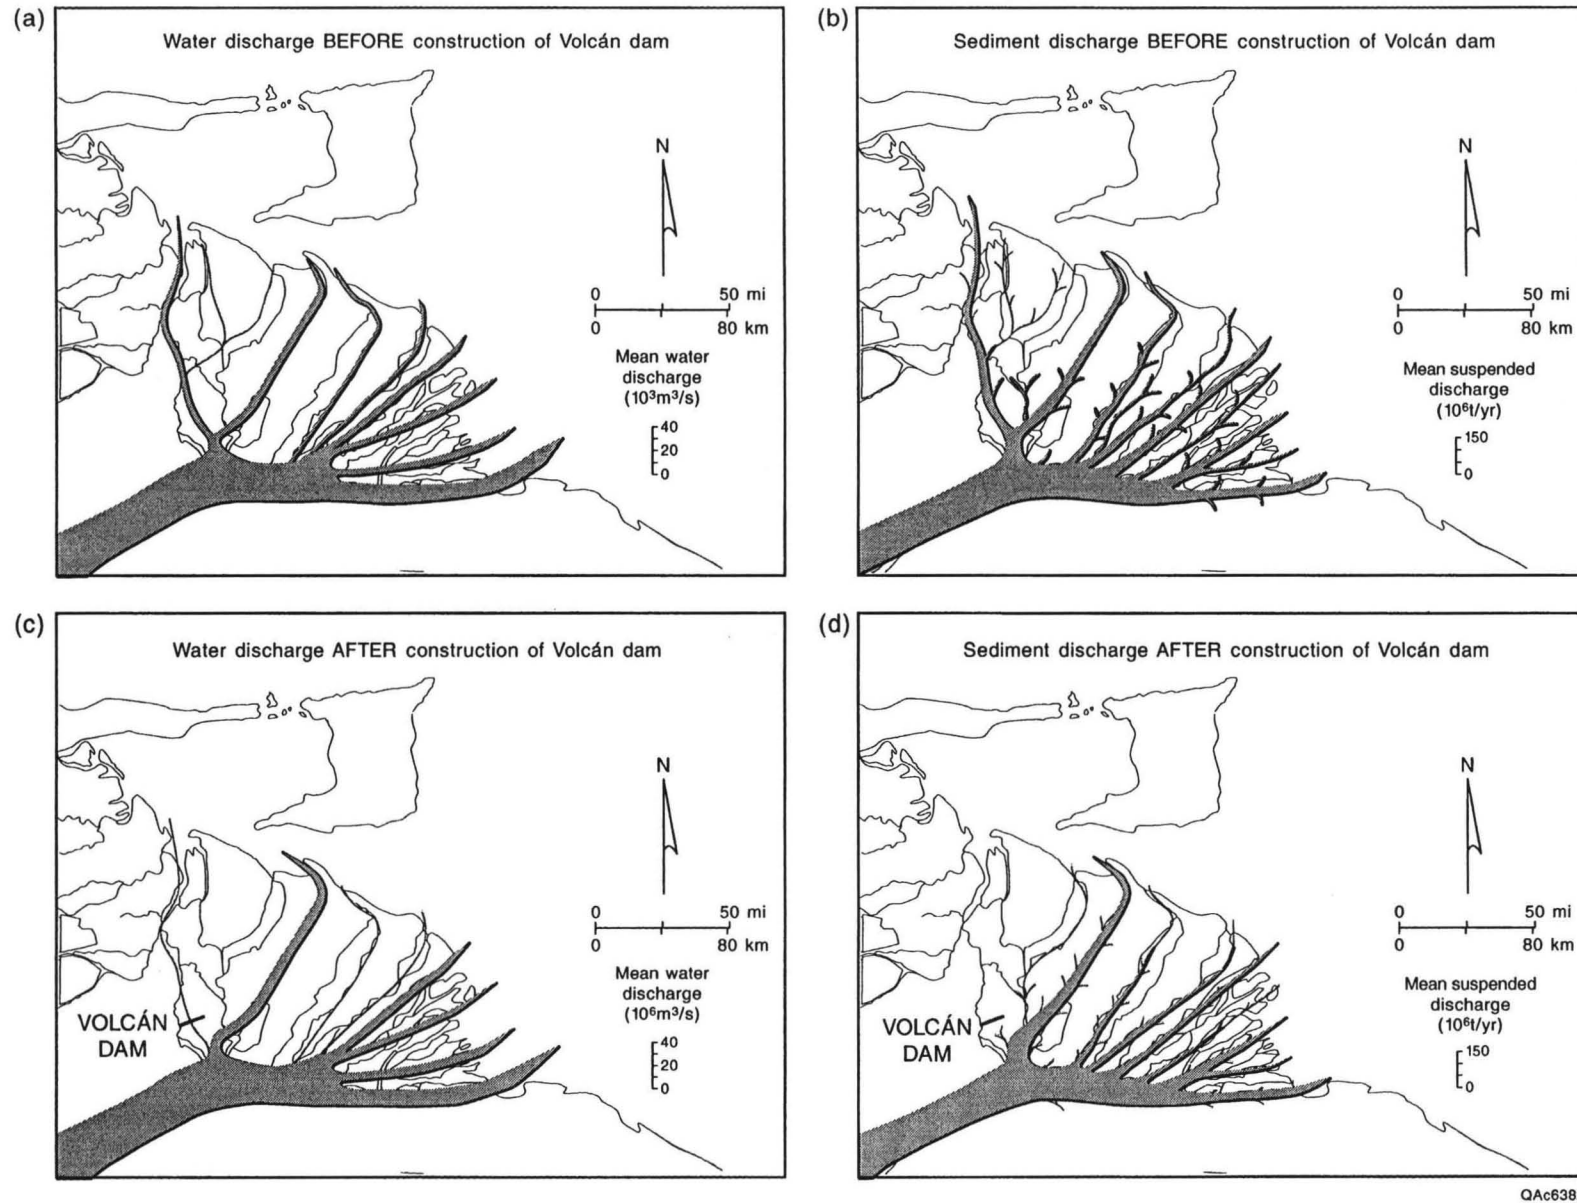 (a)
Water discharge BEFORE construction of Volcán dam
N
0 50 mi
0 80 km
Mean water
discharge
(10³m³/s)
40
20
0
(b)
Sediment discharge BEFORE construction of Volcán dam
N
0 50 mi
0 80 km
Mean suspended
discharge
(10⁶t/yr)
150
0
(c)
Water discharge AFTER construction of Volcán dam
N
0 50 mi
0 80 km
Mean water
discharge
(10⁶m³/s)
40
20
0
VOLCÁN
DAM
(d)
Sediment discharge AFTER construction of Volcán dam
N
0 50 mi
0 80 km
Mean suspended
discharge
(10⁶t/yr)
150
0
VOLCÁN
DAM
QAc638